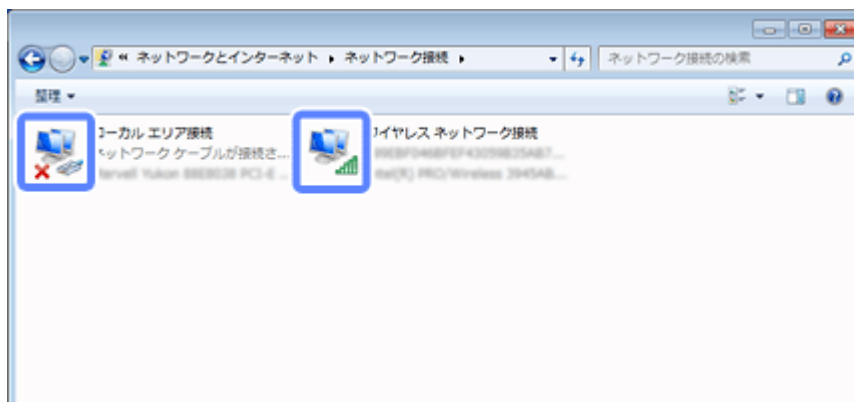 « ネットワークとインターネット ▸ ネットワーク接続 ▸
ネットワーク接続の検索
整理 ▾
ーカル エリア接続
ットワーク ケーブルが接続さ...
イヤレス ネットワーク接続